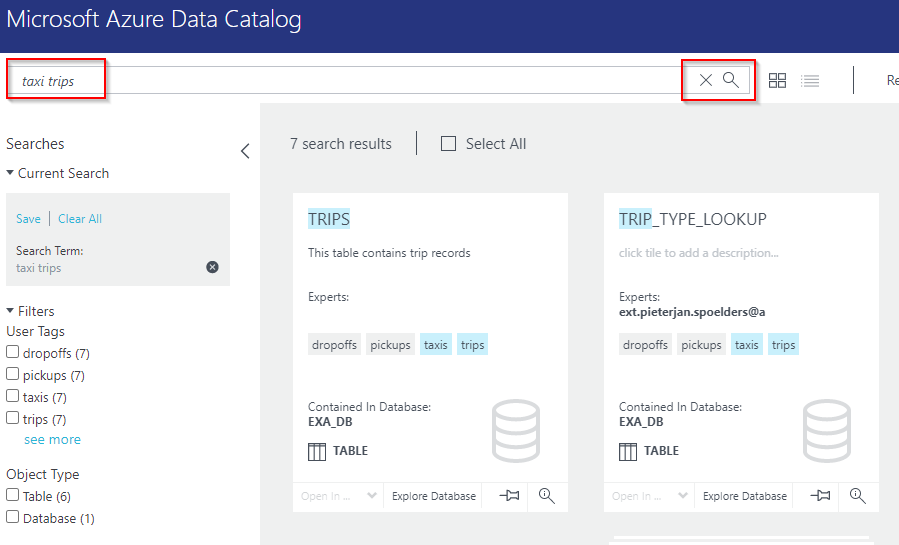 Microsoft Azure Data Catalog
taxi trips
Re
Searches
Current Search
Save | Clear All
Search Term:
taxi trips
Filters
User Tags
dropoffs (7)
pickups (7)
taxis (7)
trips (7)
see more
Object Type
Table (6)
Database (1)
7 search results
Select All
TRIPS
This table contains trip records
Experts:
dropoffs pickups taxis trips
Contained In Database:
EXA_DB
TABLE
Open In ... Explore Database
TRIP_TYPE_LOOKUP
click tile to add a description...
Experts:
ext.pieterjan.spoelders@a
dropoffs pickups taxis trips
Contained In Database:
EXA_DB
TABLE
Open In ... Explore Database